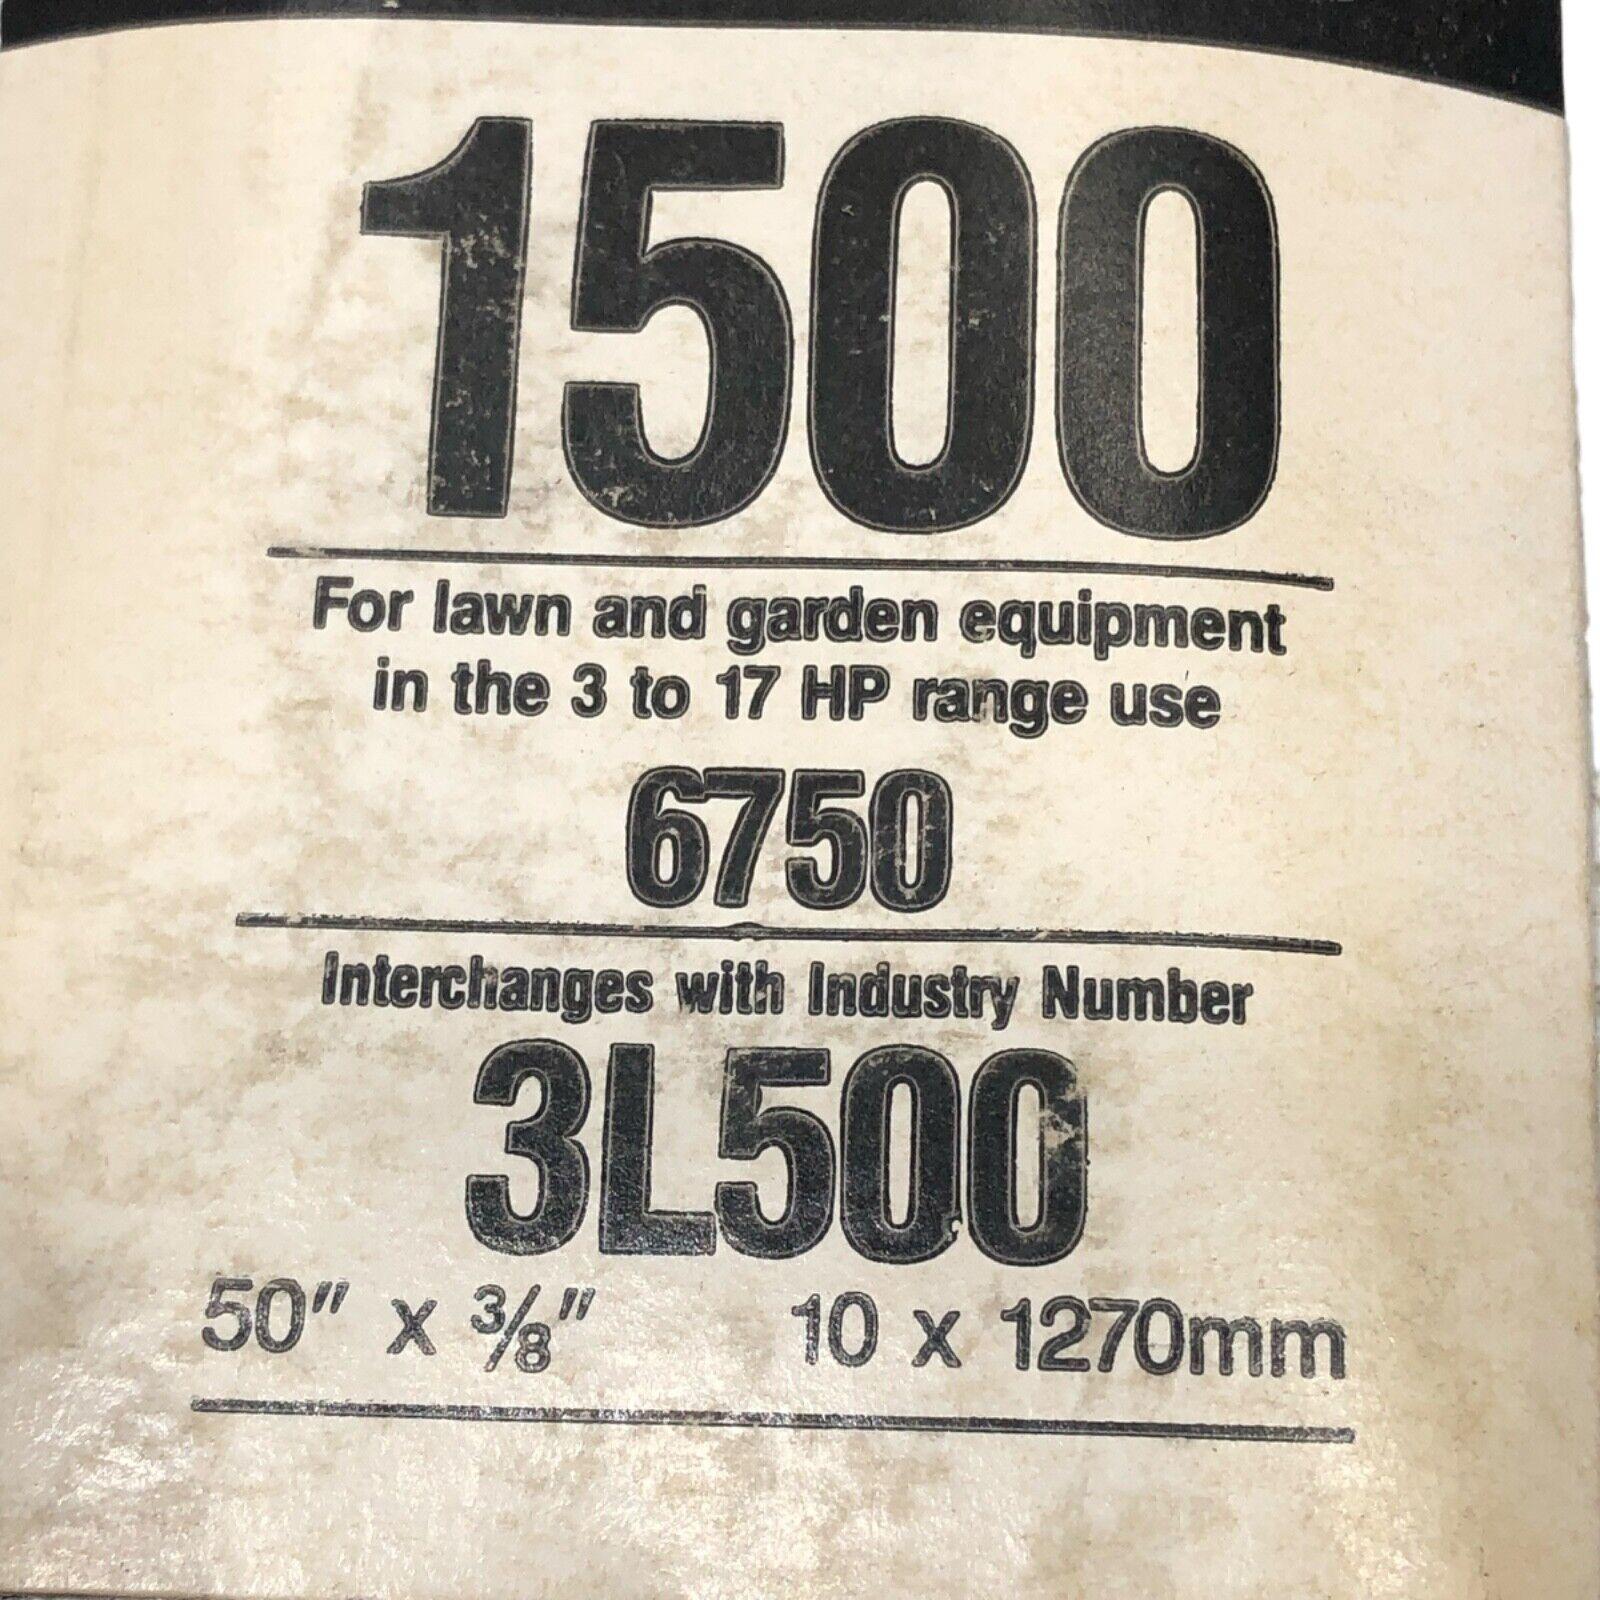 1500
For lawn and garden equipment
in the 3 to 17 HP range use
6750
Interchanges with Industry Number
3L500
50" x 3/8" 10 x 1270mm